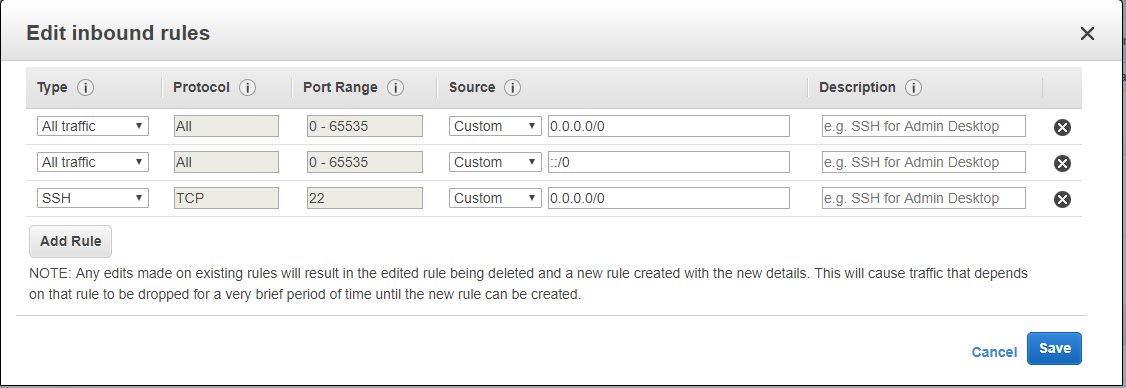 Edit inbound rules
Type Protocol Port Range Source Description
All traffic All 0 - 65535 Custom 0.0.0.0/0 e.g. SSH for Admin Desktop
All traffic All 0 - 65535 Custom ::/0 e.g. SSH for Admin Desktop
SSH TCP 22 Custom 0.0.0.0/0 e.g. SSH for Admin Desktop
Add Rule
NOTE: Any edits made on existing rules will result in the edited rule being deleted and a new rule created with the new details. This will cause traffic that depends
on that rule to be dropped for a very brief period of time until the new rule can be created.
Cancel Save